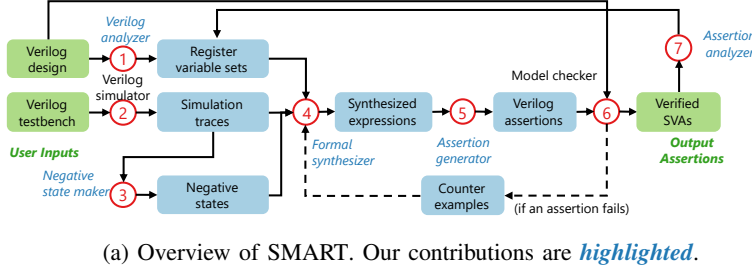 Verilog
analyzer
7
Assertion
analyzer
Verilog
design
1
Register
variable sets
Verilog
simulator
Model checker
Verilog
testbench
2
Simulation
traces
4
Synthesized
expressions
5
Verilog
assertions
6
Verified
SVAs
User Inputs
Formal
synthesizer
Assertion
generator
Output
Assertions
Negative
state maker
3
Negative
states
Counter
examples
(if an assertion fails)
(a) Overview of SMART. Our contributions are highlighted.